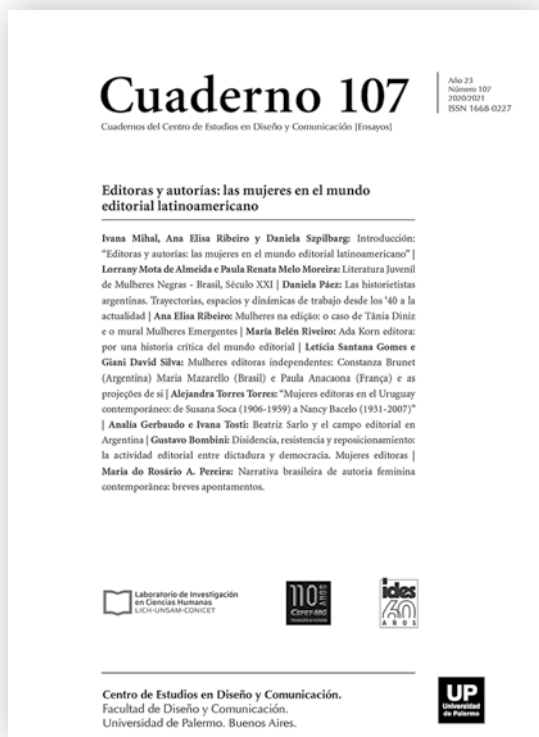 Cuaderno 107
Cuadernos del Centro de Estudios en Diseño y Comunicación [Ensayos]
Año 23
Número 107
2020/2021
ISSN 1668-0227
Editoras y autorías: las mujeres en el mundo
editorial latinoamericano
Ivana Mihal, Ana Elisa Ribeiro y Daniela Szpilbarg: Introducción:
“Editoras y autorías: las mujeres en el mundo editorial latinoamericano” |
Lorrany Mota de Almeida e Paula Renata Melo Moreira: Literatura Juvenil
de Mulheres Negras - Brasil, Século XXI | Daniela Páez: Las historietistas
argentinas. Trayectorias, espacios y dinámicas de trabajo desde los ‘40 a la
actualidad | Ana Elisa Ribeiro: Mulheres na edição: o caso de Tânia Diniz
e o mural Mulheres Emergentes | María Belén Riveiro: Ada Korn editora:
por una historia crítica del mundo editorial | Letícia Santana Gomes e
Giani David Silva: Mulheres editoras independentes: Constanza Brunet
(Argentina) Maria Mazarello (Brasil) e Paula Anacaona (França) e as
projeções de si | Alejandra Torres Torres: “Mujeres editoras en el Uruguay
contemporáneo: de Susana Soca (1906-1959) a Nancy Bacelo (1931-2007)”
| Analía Gerbaudo e Ivana Tosti: Beatriz Sarlo y el campo editorial en
Argentina | Gustavo Bombini: Disidencia, resistencia y reposicionamiento:
la actividad editorial entre dictadura y democracia. Mujeres editoras |
Maria do Rosário A. Pereira: Narrativa brasileira de autoria feminina
contemporânea: breves apontamentos.
Laboratorio de Investigación
en Ciencias Humanas
LICH-UNSAM-CONICET
110 ANOS
CEFET-MG
ides
60
AÑOS
Centro de Estudios en Diseño y Comunicación.
Facultad de Diseño y Comunicación.
Universidad de Palermo. Buenos Aires.
UP
Universidad
de Palermo